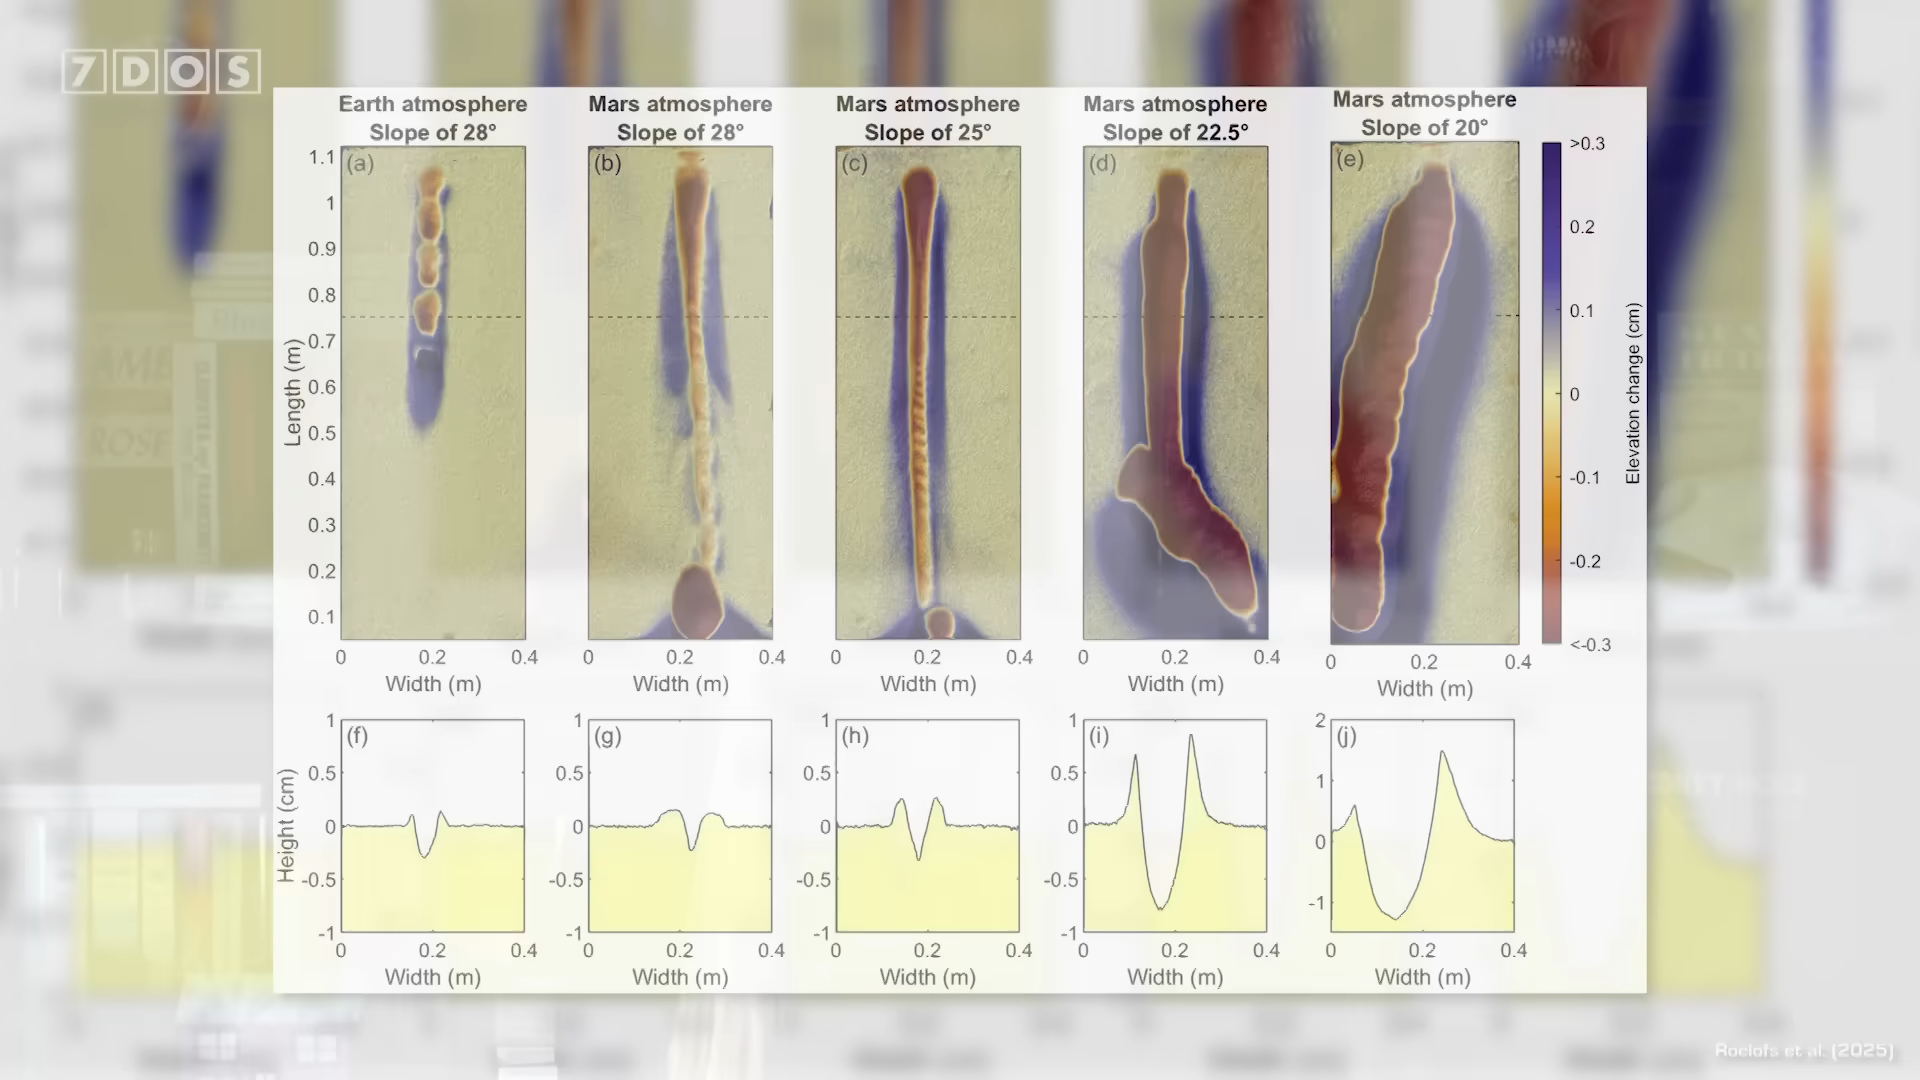 7DOS
Earth atmosphere
Slope of 28°
Mars atmosphere
Slope of 28°
Mars atmosphere
Slope of 25°
Mars atmosphere
Slope of 22.5°
Mars atmosphere
Slope of 20°
(a)
(b)
(c)
(d)
(e)
1.1
1
0.9
0.8
0.7
0.6
0.5
0.4
0.3
0.2
0.1
Length (m)
>0.3
0.2
0.1
0
-0.1
-0.2
<-0.3
Elevation change (cm)
0 0.2 0.4
0 0.2 0.4
0 0.2 0.4
0 0.2 0.4
0 0.2 0.4
Width (m)
Width (m)
Width (m)
Width (m)
Width (m)
(f)
(g)
(h)
(i)
(j)
Height (cm)
1
0.5
0
-0.5
-1
1
0.5
0
-0.5
-1
1
0.5
0
-0.5
-1
1
0.5
0
-0.5
-1
2
1
0
-1
0 0.2 0.4
0 0.2 0.4
0 0.2 0.4
0 0.2 0.4
0 0.2 0.4
Width (m)
Width (m)
Width (m)
Width (m)
Width (m)
AMB
ROSE
Roelofs et al. (2025)